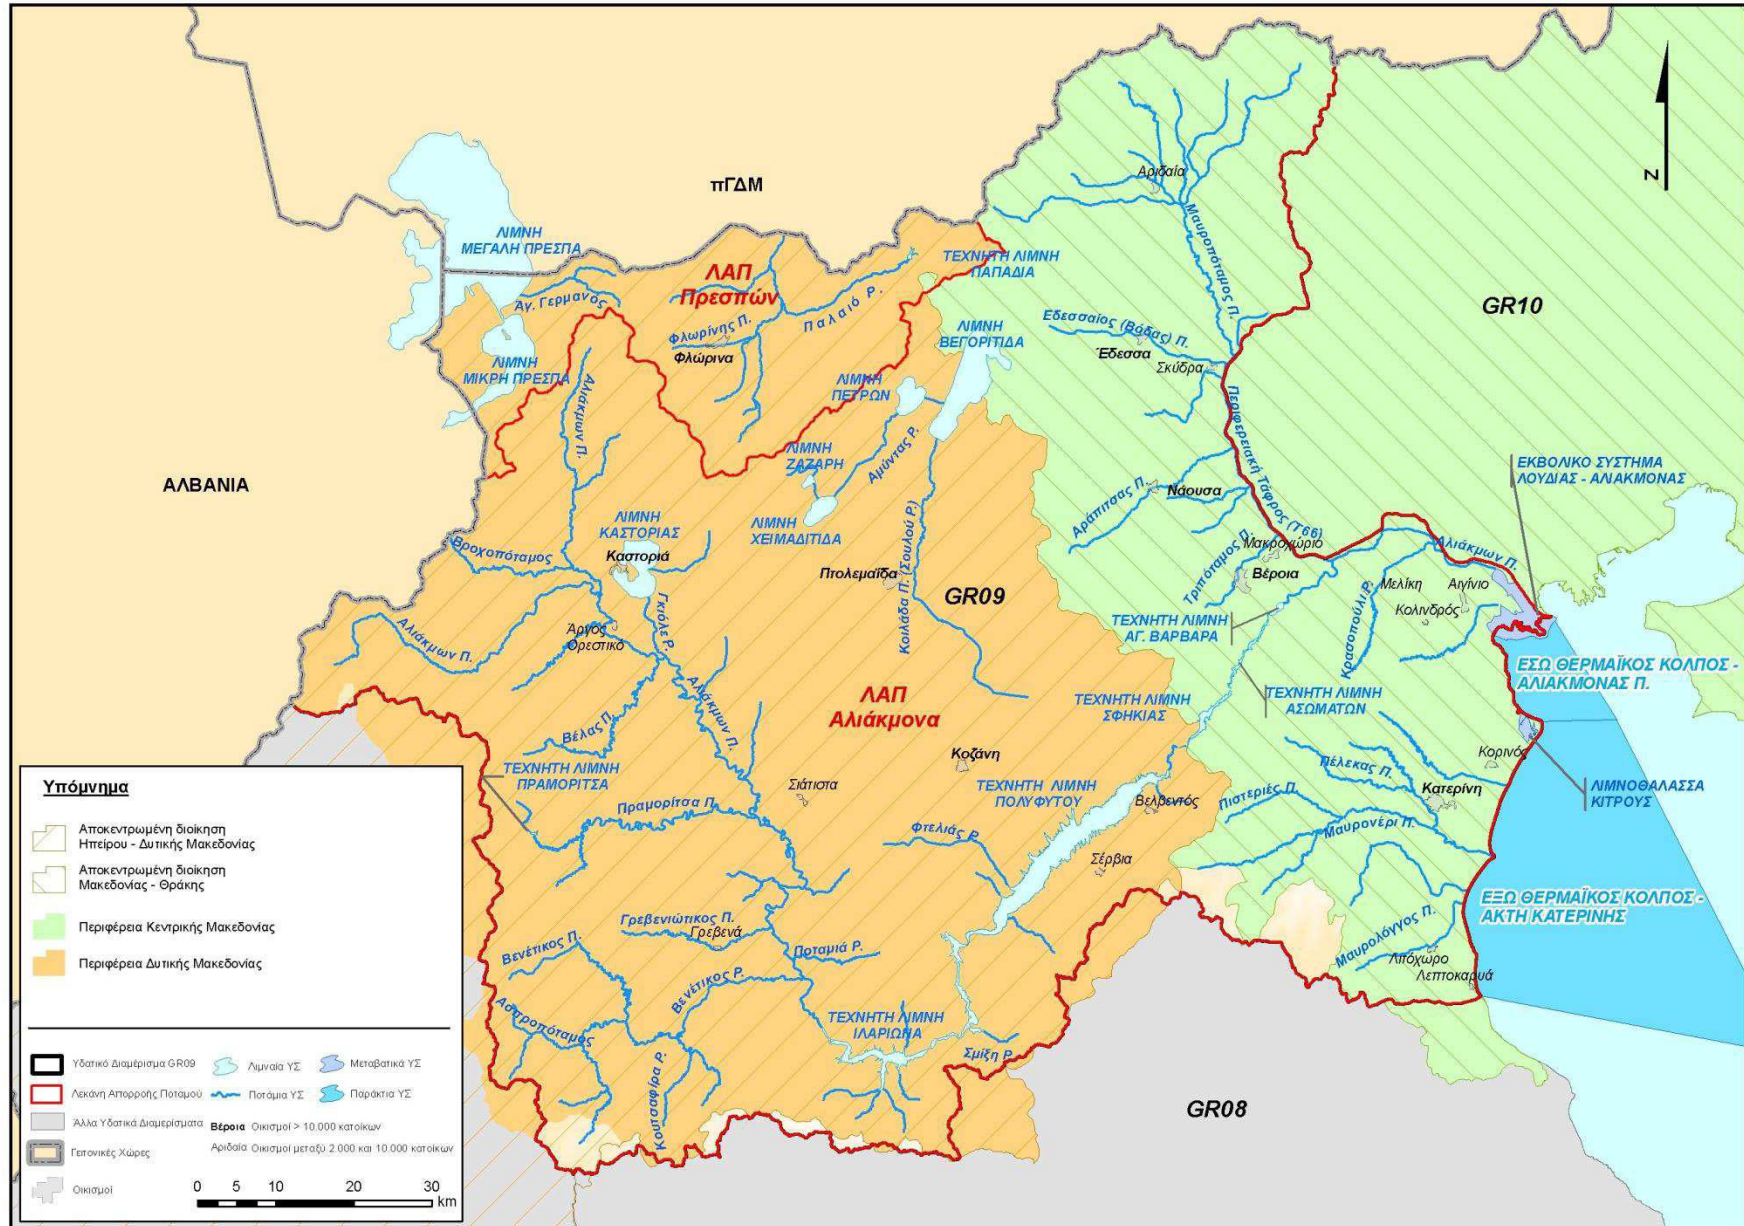 πΓΔΜ
ΑΛΒΑΝΙΑ
GR10
GR09
GR08
ΛΑΠ
Πρεσπών
ΛΑΠ
Αλιάκμονα
ΛΙΜΝΗ
ΜΕΓΑΛΗ ΠΡΕΣΠΑ
ΛΙΜΝΗ
ΜΙΚΡΗ ΠΡΕΣΠΑ
Αγ. Γερμανος
Φλωρίνης Π.
Φλώρινα
Παλαιό Ρ.
ΤΕΧΝΗΤΗ ΛΙΜΝΗ
ΠΑΠΑΔΙΑ
ΛΙΜΝΗ
ΒΕΓΟΡΙΤΙΔΑ
ΛΙΜΝΗ
ΠΕΤΡΩΝ
ΛΙΜΝΗ
ΖΑΖΑΡΗ
ΛΙΜΝΗ
ΧΕΙΜΑΔΙΤΙΔΑ
Αμύντας Ρ.
Αριδαία
Μαυροπόταμος Π.
Εδεσσαίος (Βόδας) Π.
Έδεσσα
Σκύδρα
Περιφερειακή Τάφρος (Τ66)
Αράπιτσας Π.
Νάουσα
Μακροχώριο
Τριπόταμος Π.
Βέροια
Αλιάκμων Π.
ΕΚΒΟΛΙΚΟ ΣΥΣΤΗΜΑ
ΛΟΥΔΙΑΣ - ΑΛΙΑΚΜΟΝΑΣ
Μελίκη
Αιγίνιο
Κολινδρός
Κρασοπούλι Ρ.
ΤΕΧΝΗΤΗ ΛΙΜΝΗ
ΑΓ. ΒΑΡΒΑΡΑ
ΤΕΧΝΗΤΗ ΛΙΜΝΗ
ΑΣΩΜΑΤΩΝ
ΤΕΧΝΗΤΗ ΛΙΜΝΗ
ΣΦΗΚΙΑΣ
ΕΣΩ ΘΕΡΜΑΪΚΟΣ ΚΟΛΠΟΣ -
ΑΛΙΑΚΜΟΝΑΣ Π.
Αλιάκμων Π.
ΛΙΜΝΗ
ΚΑΣΤΟΡΙΑΣ
Καστοριά
Βροχοπόταμος
Γκιόλε Ρ.
Άργος
Ορεστικό
Αλιάκμων Π.
Αλιάκμων Π.
Πτολεμαΐδα
Κοιλάδα Π. (Σουλού Ρ.)
Βέλας Π.
ΤΕΧΝΗΤΗ ΛΙΜΝΗ
ΠΡΑΜΟΡΙΤΣΑ
Πραμορίτσα Π.
Σιάτιστα
Κοζάνη
ΤΕΧΝΗΤΗ ΛΙΜΝΗ
ΠΟΛΥΦΥΤΟΥ
Βελβεντός
Φτελιάς Ρ.
Σέρβια
Κορινός
Πέλεκας Π.
Κατερίνη
Πιστεριές Π.
Μαυρονέρι Π.
ΛΙΜΝΟΘΑΛΑΣΣΑ
ΚΙΤΡΟΥΣ
ΕΞΩ ΘΕΡΜΑΪΚΟΣ ΚΟΛΠΟΣ -
ΑΚΤΗ ΚΑΤΕΡΙΝΗΣ
Μαυρολόγγος Π.
Λιτόχωρο
Λεπτοκαρυά
Γρεβενιώτικος Π.
Γρεβενά
Βενέτικος Π.
Ποταμιά Ρ.
Βενέτικος Ρ.
Ασπροπόταμος
Κουτσαφίρα Ρ.
ΤΕΧΝΗΤΗ ΛΙΜΝΗ
ΙΛΑΡΙΩΝΑ
Σμίξη Ρ.
Z
Υπόμνημα
Αποκεντρωμένη διοίκηση
Ηπείρου - Δυτικής Μακεδονίας
Αποκεντρωμένη διοίκηση
Μακεδονίας - Θράκης
Περιφέρεια Κεντρικής Μακεδονίας
Περιφέρεια Δυτικής Μακεδονίας
Υδατικό Διαμέρισμα GR09
Λιμναία ΥΣ
Μεταβατικά ΥΣ
Λεκάνη Απορροής Ποταμού
Ποτάμια ΥΣ
Παράκτια ΥΣ
Άλλα Υδατικά Διαμερίσματα
Βέροια Οικισμοί > 10.000 κατοίκων
Γειτονικές Χώρες
Αριδαία Οικισμοί μεταξύ 2.000 και 10.000 κατοίκων
Οικισμοί
0 5 10 20 30
km